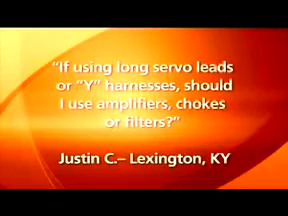 “If using long servo leads
or “Y” harnesses, should
I use amplifiers, chokes
or filters?”
Justin C.– Lexington, KY